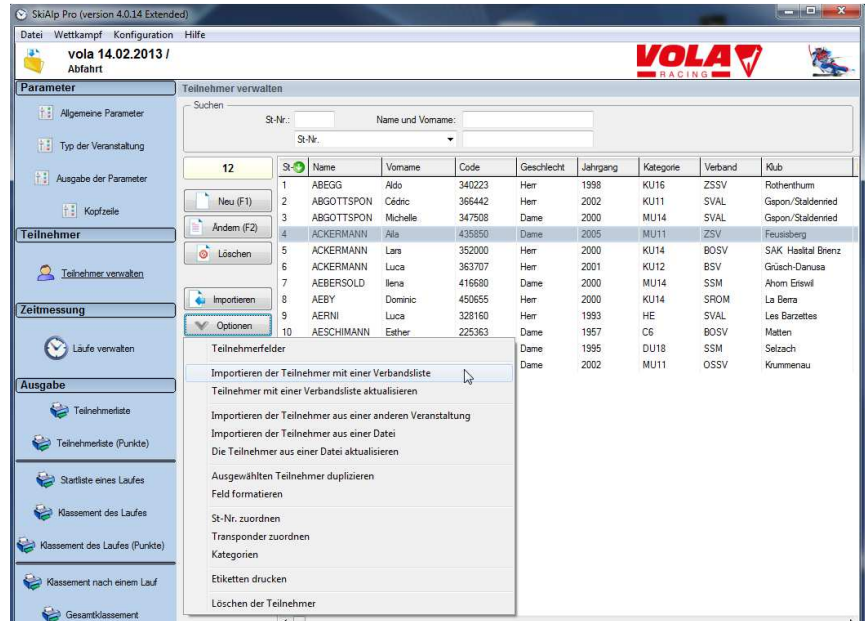 SkiAlp Pro (version 4.0.14 Extended)
Datei Wettkampf Konfiguration Hilfe
vola 14.02.2013 /
Abfahrt
VOLA
RACING
Parameter
Allgemeine Parameter
Typ der Veranstaltung
Ausgabe der Parameter
Kopfzeile
Teilnehmer
Teilnehmer verwalten
Zeitmessung
Läufe verwalten
Ausgabe
Teilnehmerliste
Teilnehmerliste (Punkte)
Startliste eines Laufes
Klassement des Laufes
Klassement des Laufes (Punkte)
Klassement nach einem Lauf
Gesamtklassement
Teilnehmer verwalten
Suchen
St-Nr.: Name und Vorname:
St-Nr.
12
Neu (F1)
Ändern (F2)
Löschen
Importieren
Optionen
St- Name Vorname Code Geschlecht Jahrgang Kategorie Verband Klub
1 ABEGG Aldo 340223 Herr 1998 KU16 ZSSV Rothenthurm
2 ABGOTTSPON Cédric 366442 Herr 2002 KU11 SVAL Gspon/Staldenried
3 ABGOTTSPON Michelle 347508 Dame 2000 MU14 SVAL Gspon/Staldenried
4 ACKERMANN Aila 435850 Dame 2005 MU11 ZSV Feusisberg
5 ACKERMANN Lars 352000 Herr 2000 KU14 BOSV SAK Haslital Brienz
6 ACKERMANN Luca 363707 Herr 2001 KU12 BSV Grüsch-Danusa
7 AEBERSOLD Ilena 416680 Dame 2000 MU14 SSM Ahorn Eriswil
8 AEBY Dominic 450655 Herr 2000 KU14 SROM La Berra
9 AERNI Luca 328160 Herr 1993 HE SVAL Les Barzettes
10 AESCHIMANN Esther 225363 Dame 1957 C6 BOSV Matten
Dame 1995 DU18 SSM Selzach
Dame 2002 MU11 OSSV Krummenau
Teilnehmerfelder
Importieren der Teilnehmer mit einer Verbandsliste
Teilnehmer mit einer Verbandsliste aktualisieren
Importieren der Teilnehmer aus einer anderen Veranstaltung
Importieren der Teilnehmer aus einer Datei
Die Teilnehmer aus einer Datei aktualisieren
Ausgewählten Teilnehmer duplizieren
Feld formatieren
St-Nr. zuordnen
Transponder zuordnen
Kategorien
Etiketten drucken
Löschen der Teilnehmer